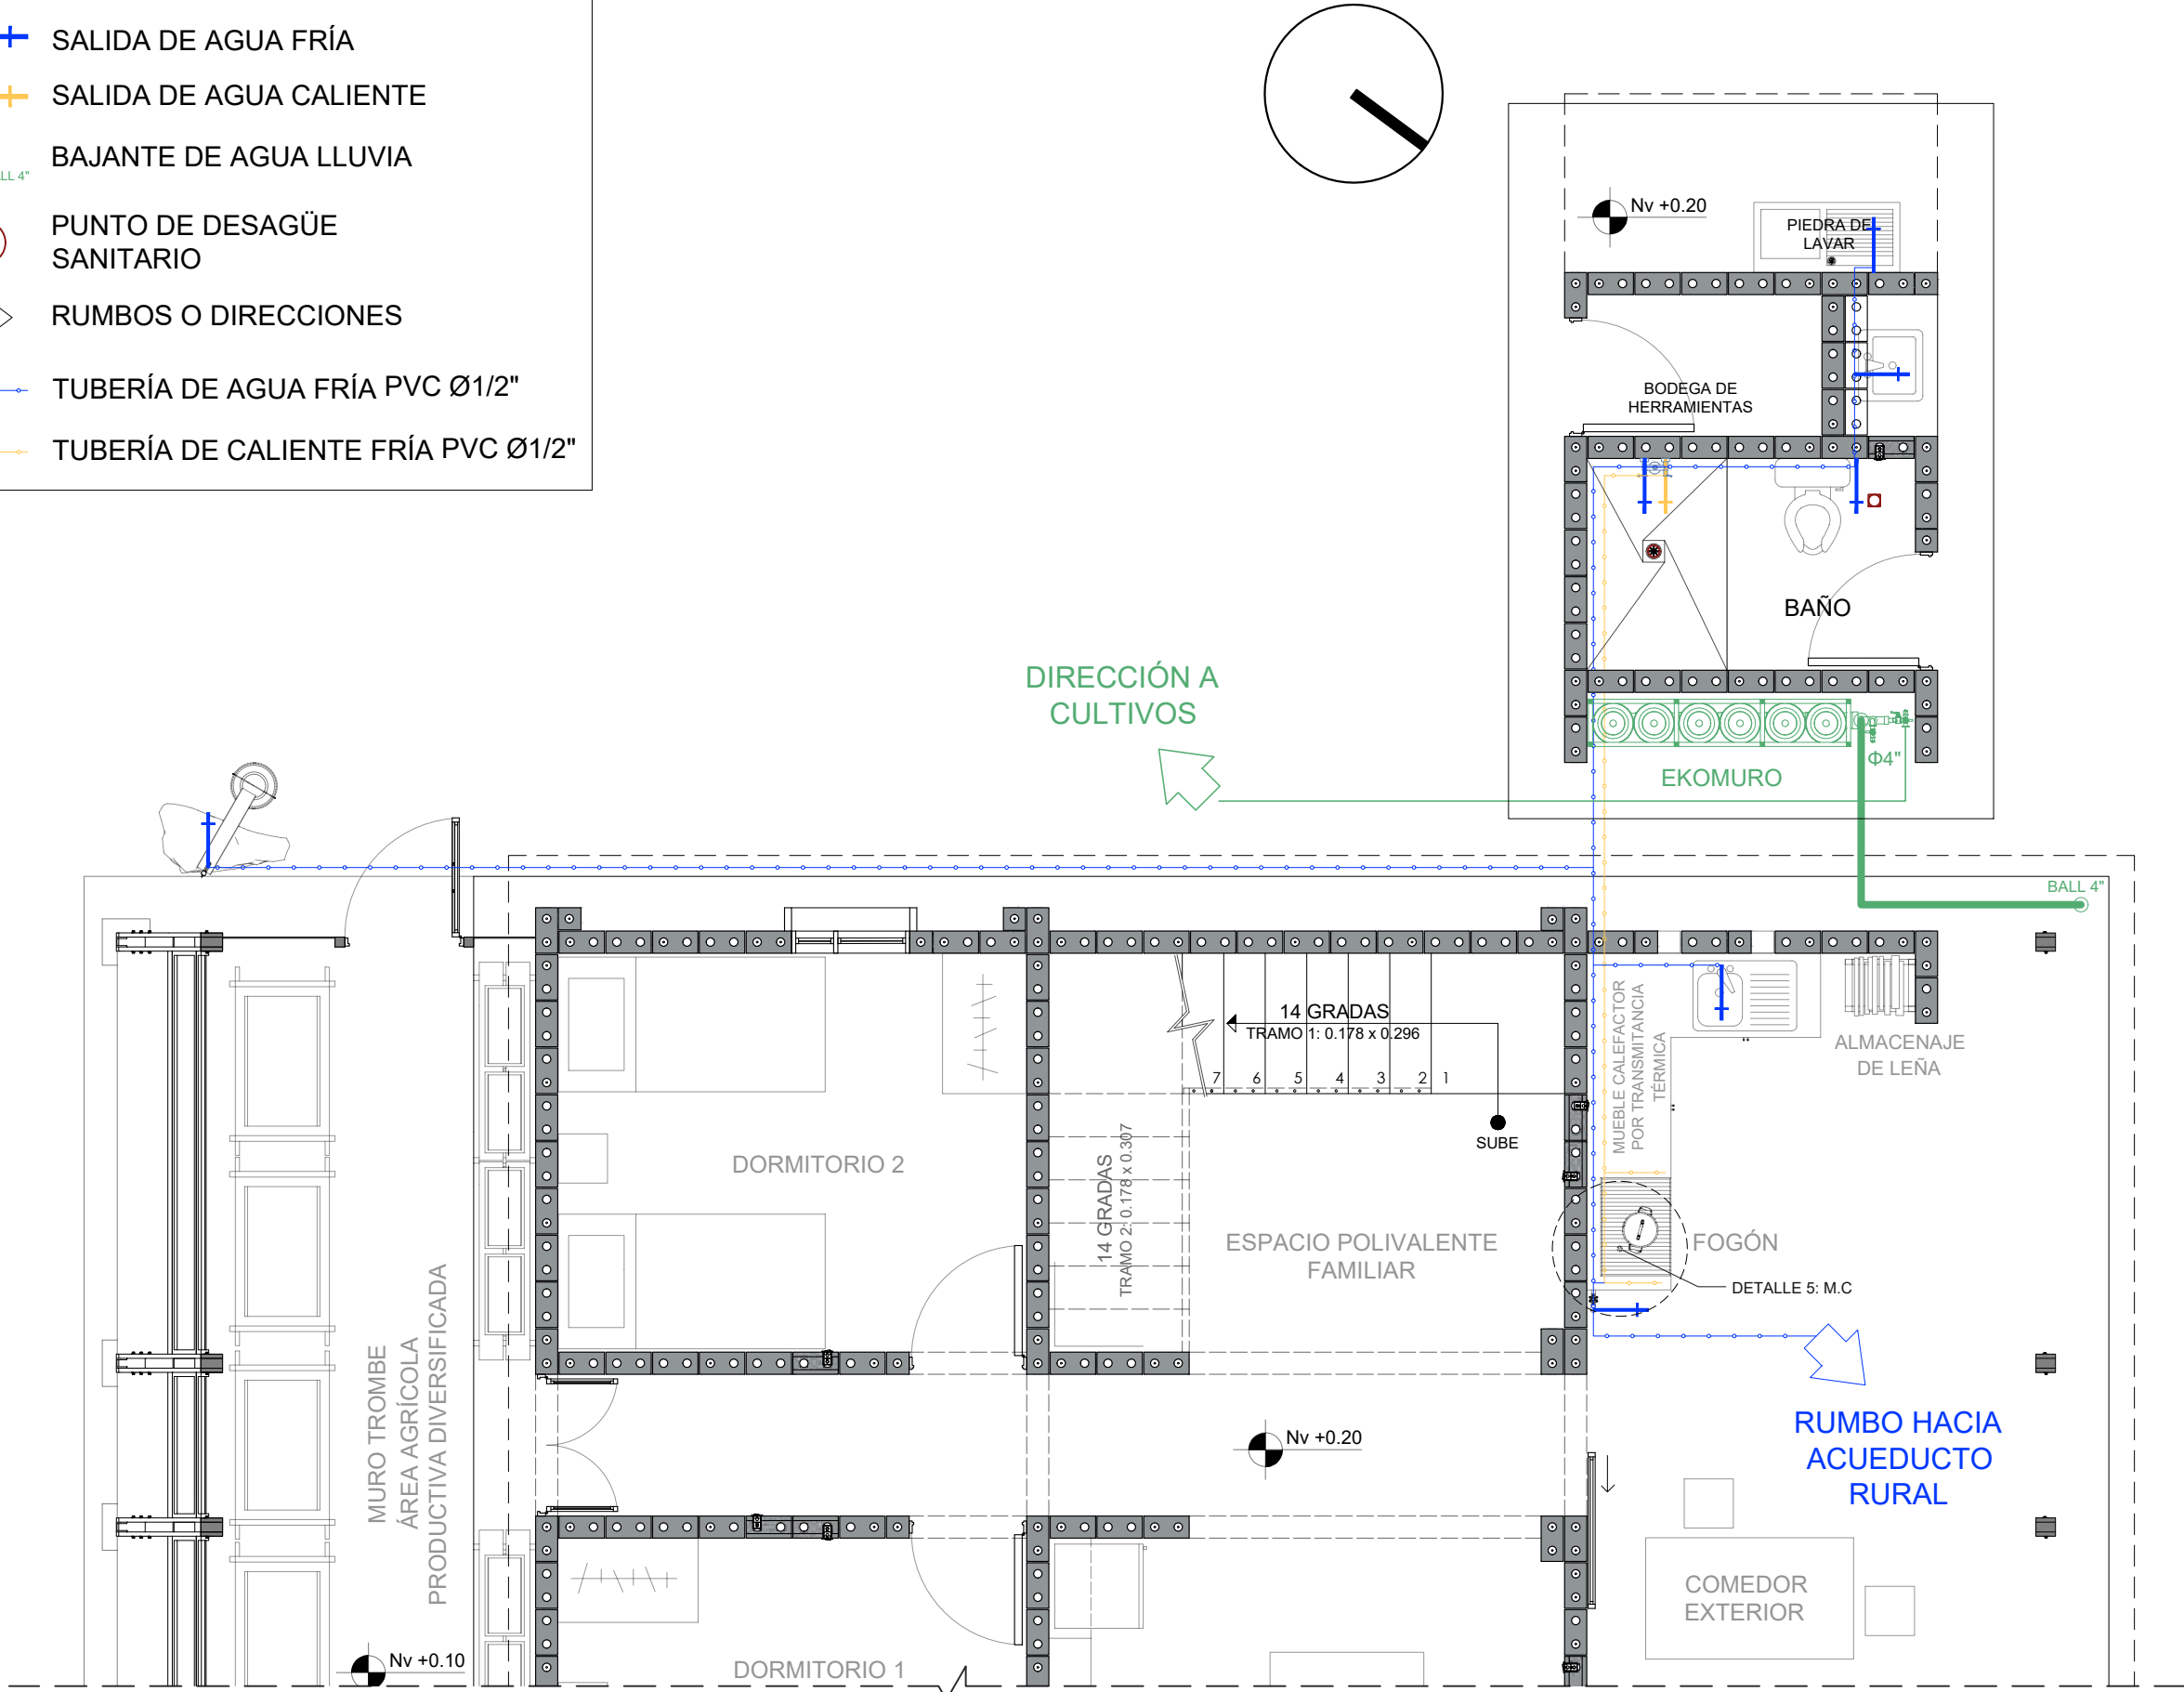 SALIDA DE AGUA FRÍA
SALIDA DE AGUA CALIENTE
BAJANTE DE AGUA LLUVIA
LL 4"
PUNTO DE DESAGÜE
SANITARIO
RUMBOS O DIRECCIONES
TUBERÍA DE AGUA FRÍA PVC Ø1/2"
TUBERÍA DE CALIENTE FRÍA PVC Ø1/2"
Nv +0.20
PIEDRA DE
LAVAR
BODEGA DE
HERRAMIENTAS
BAÑO
DIRECCIÓN A
CULTIVOS
EKOMURO
Φ4"
BALL 4"
14 GRADAS
TRAMO 1: 0.178 x 0.296
7 6 5 4 3 2 1
SUBE
MUEBLE CALEFACTOR
POR TRANSMITANCIA
TÉRMICA
ALMACENAJE
DE LEÑA
DORMITORIO 2
14 GRADAS
TRAMO 2: 0.178 x 0.307
ESPACIO POLIVALENTE
FAMILIAR
FOGÓN
DETALLE 5: M.C
MURO TROMBE
ÁREA AGRÍCOLA
PRODUCTIVA DIVERSIFICADA
Nv +0.20
RUMBO HACIA
ACUEDUCTO
RURAL
COMEDOR
EXTERIOR
Nv +0.10
DORMITORIO 1